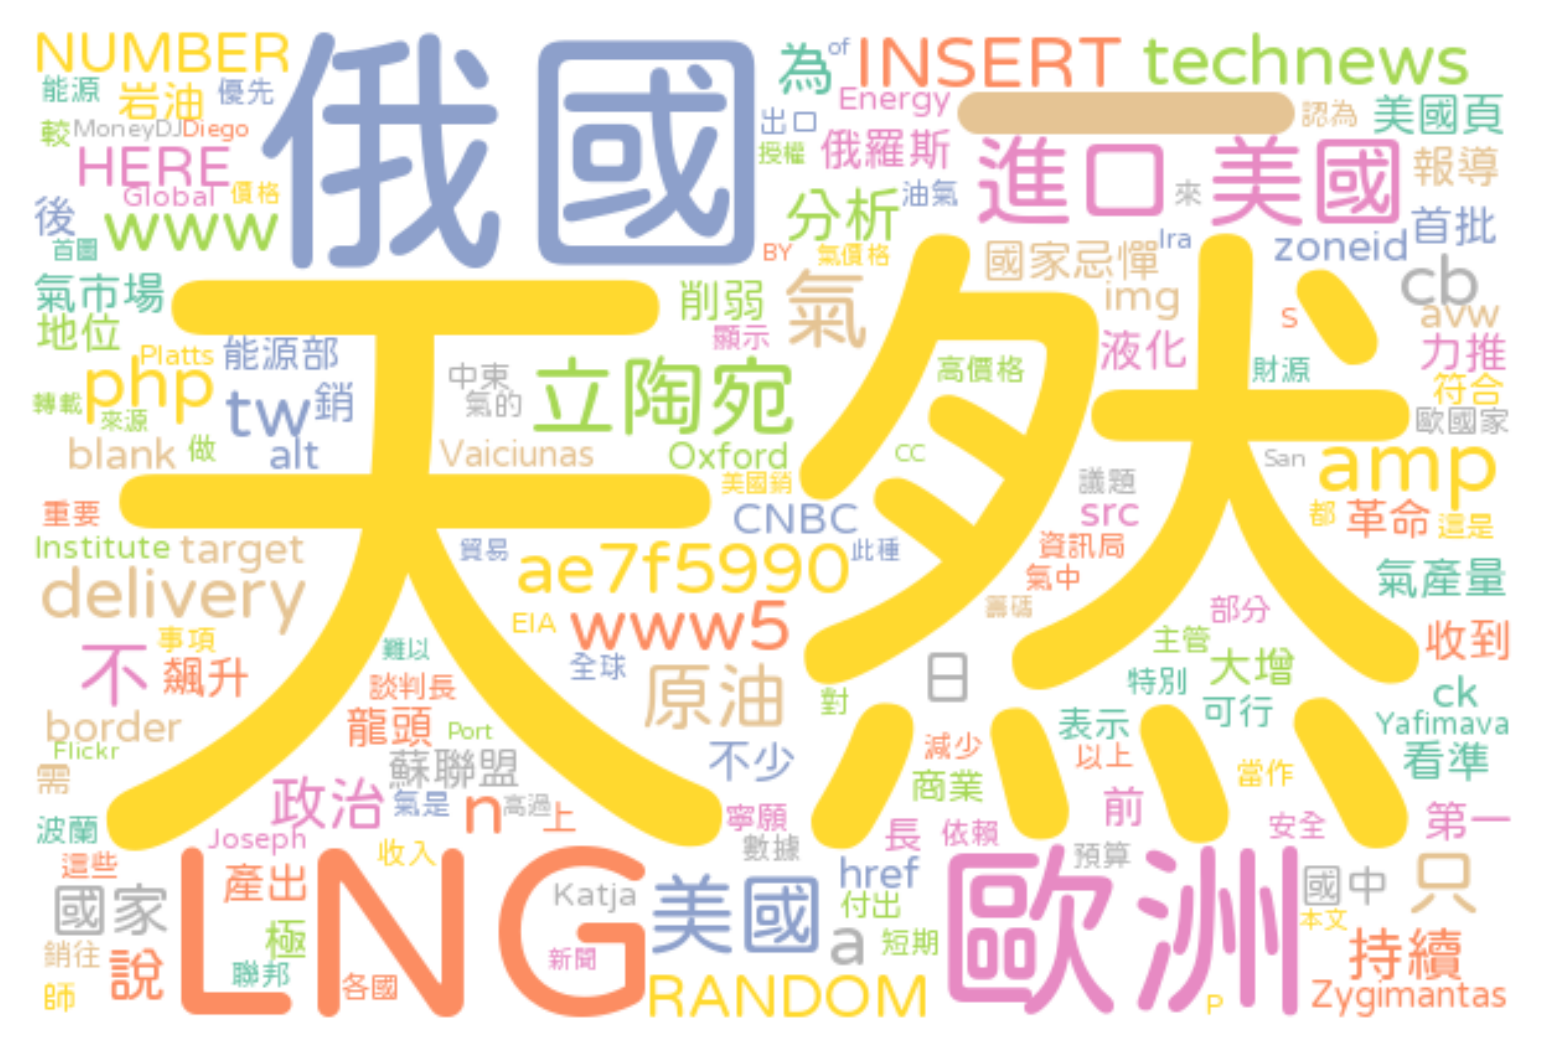 NUMBER
俄國
為
of
INSERT
technews
能源
岩油
優先
Energy
ー
認為
美國頁
較
MoneyDJ
Diego
出口
授權
俄羅斯
HERE
Global
價格
進口
來
美國
報導
後
www
分析
油氣
首圖
BY
氣價格
國家忌憚
Ira
zoneid
首批
氣市場
天然
削弱
氣
img
cb
s
avw
地位
Platts
能源部
顯示
液化
力推
php
tw
銷
中東
氣的
立陶宛
高價格
財源
符合
轉載
來源
歐國家
blank
做
alt
Vaiciunas
Oxford
CC
San
amp
美國銷
議題
重要
CNBC
src
都
革命
這是
Institute
target
貿易
ae7f5990
此種
資訊局
氣中
氣產量
delivery
EIA
www5
籌碼
部分
事項
主管
收到
不
飆升
難以
全球
原油
日
大增
談判長
特別
ck
border
龍頭
Port
對
可行
Yafimava
Flickr
蘇聯盟
不少
減少
表示
以上
看準
需
商業
當作
政治
氣是
n
高過
上
寧願
前
第一
波蘭
Joseph
長
依賴
安全
這些
收入
數據
預算
國家
產出
LNG
Katja
美國
href
歐洲
國中
只
付出
本文
極
a
短期
銷往
說
聯邦
新聞
持續
師
各國
RANDOM
P
Zygimantas